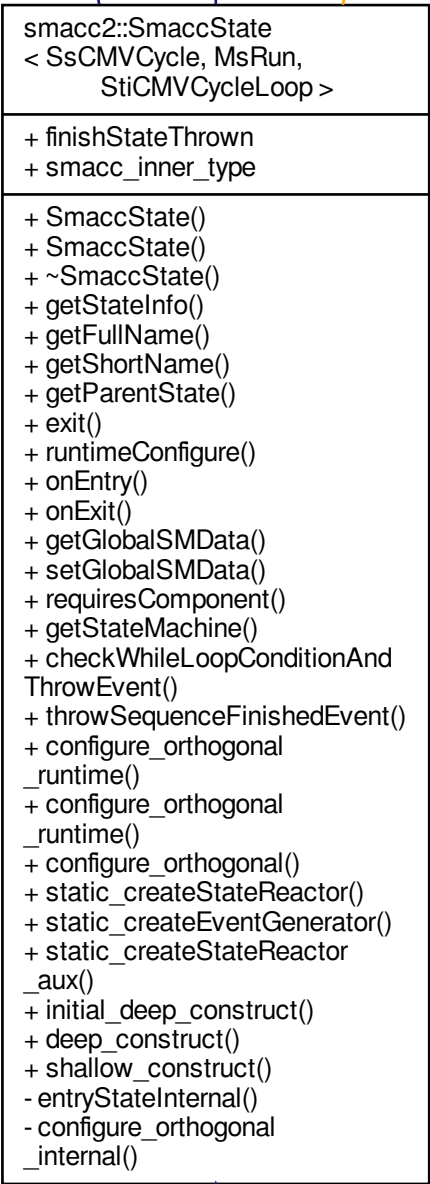 smacc2::SmaccState
< SsCMVCycle, MsRun,
StiCMVCycleLoop >
+ finishStateThrown
+ smacc_inner_type
+ SmaccState()
+ SmaccState()
+ ~SmaccState()
+ getStateInfo()
+ getFullName()
+ getShortName()
+ getParentState()
+ exit()
+ runtimeConfigure()
+ onEntry()
+ onExit()
+ getGlobalSMData()
+ setGlobalSMData()
+ requiresComponent()
+ getStateMachine()
+ checkWhileLoopConditionAnd
ThrowEvent()
+ throwSequenceFinishedEvent()
+ configure_orthogonal
_runtime()
+ configure_orthogonal
_runtime()
+ configure_orthogonal()
+ static_createStateReactor()
+ static_createEventGenerator()
+ static_createStateReactor
_aux()
+ initial_deep_construct()
+ deep_construct()
+ shallow_construct()
- entryStateInternal()
- configure_orthogonal
_internal()